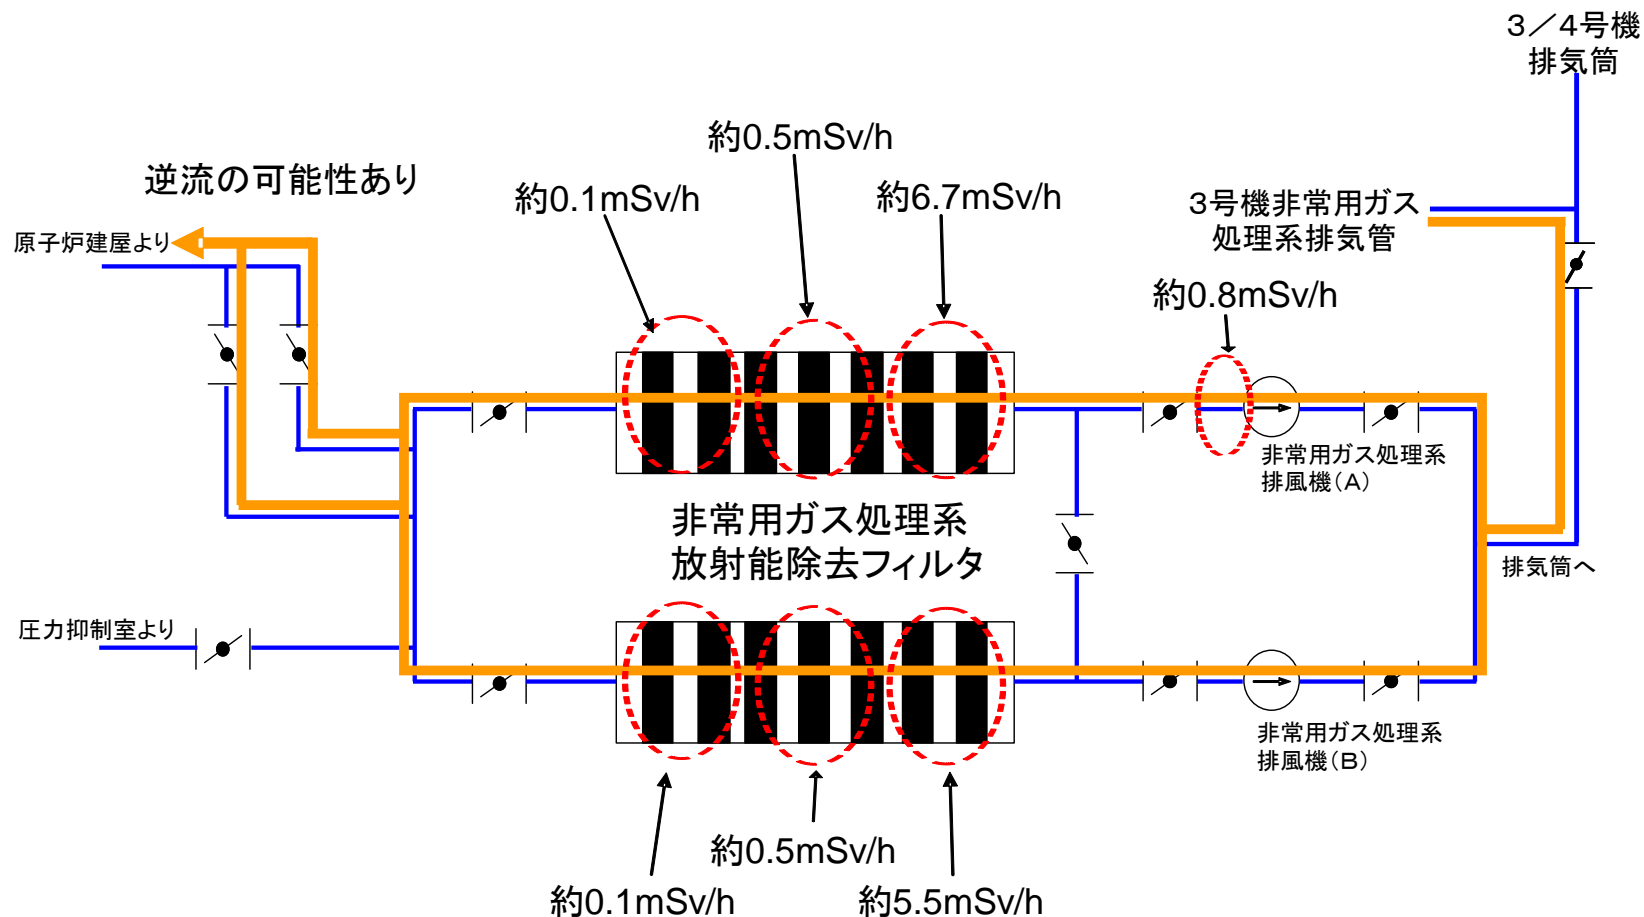 3／4号機
排気筒
約0.5mSv/h
逆流の可能性あり
約0.1mSv/h
約6.7mSv/h
3号機非常用ガス
処理系排気管
原子炉建屋より
約0.8mSv/h
非常用ガス処理系
排風機（A）
非常用ガス処理系
放射能除去フィルタ
排気筒へ
圧力抑制室より
非常用ガス処理系
排風機（B）
約0.5mSv/h
約0.1mSv/h
約5.5mSv/h